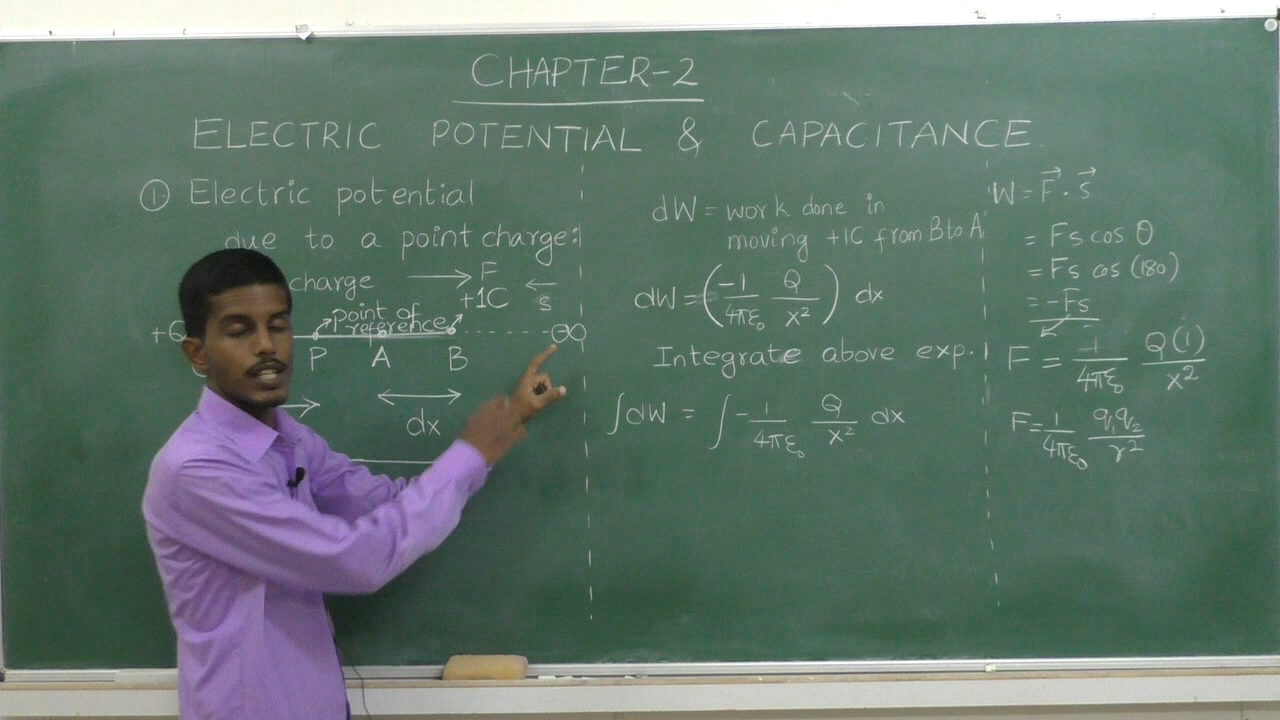 CHAPTER-2
ELECTRIC POTENTIAL & CAPACITANCE
① Electric potential
due to a point charge:
charge → F
+1C ← s
point of
reference
+Q ∞
P A B
dx
dW = work done in
moving +1C from B to A
dW = (-1/4πε₀ Q/x²) dx
Integrate above exp.
∫dW = ∫ -1/4πε₀ Q/x² dx
W = F⃗ · s⃗
= Fs cos θ
= Fs cos (180)
= -Fs
F = 1/4πε₀ Q(1)/x²
F = 1/4πε₀ q₁q₂/r²